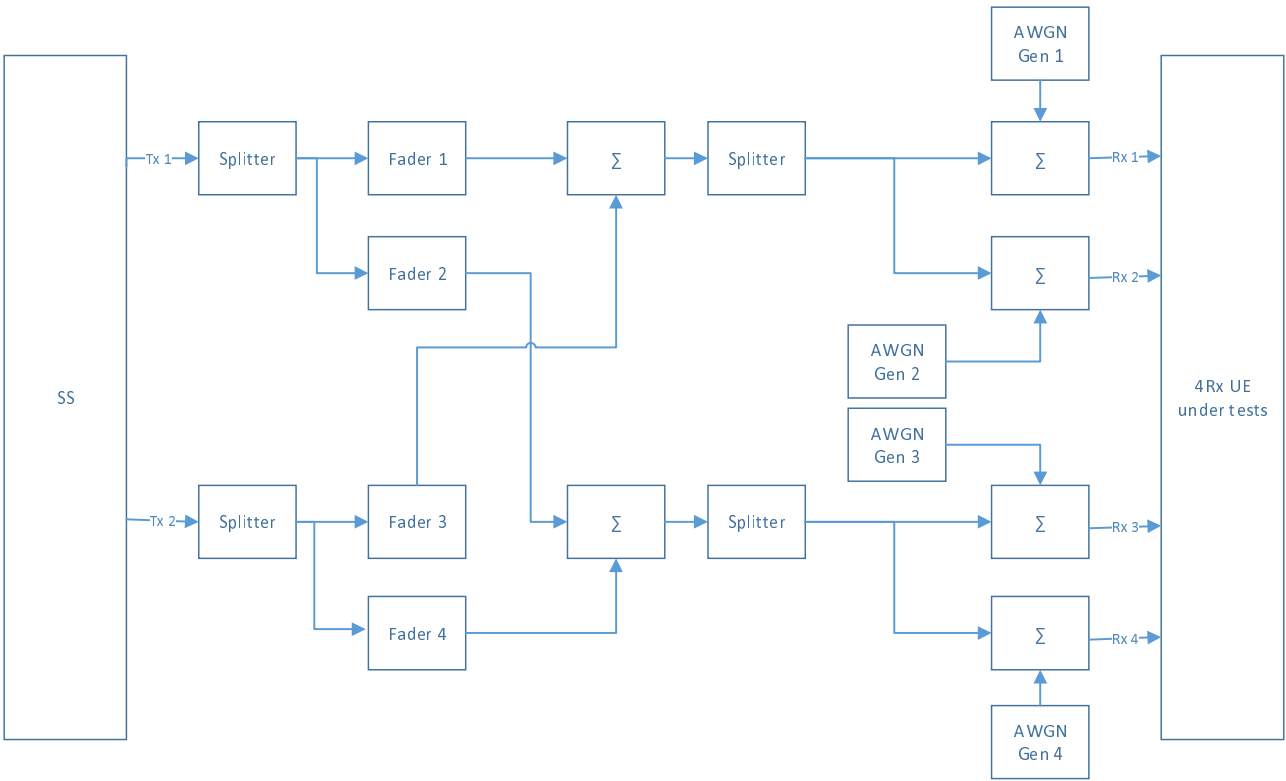 AWGN
Gen 1
Tx 1
Splitter
Fader 1
∑
Splitter
∑
Rx 1
Fader 2
∑
Rx 2
AWGN
Gen 2
SS
4Rx UE
under tests
AWGN
Gen 3
Tx 2
Splitter
Fader 3
∑
Splitter
∑
Rx 3
Fader 4
∑
Rx 4
AWGN
Gen 4